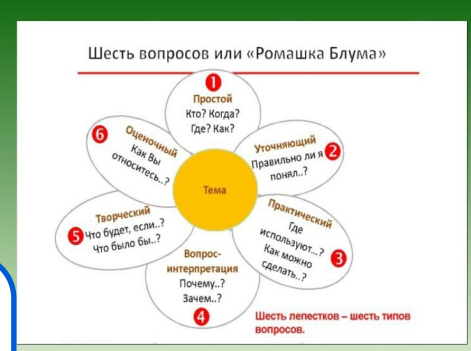 Шесть вопросов или «Ромашка Блума»
1
Простой
Кто? Когда?
Где? Как?
Уточняющий
2
Правильно ли я
понял..?
Практический
Где
используют...?
Как можно
сделать..?
3
Вопрос-
интерпретация
Почему..?
Зачем..?
4
Творческий
5
Что будет, если..?
Что было бы..?
6
Оценочный
Как Вы
относитесь..?
Тема
Шесть лепестков – шесть типов
вопросов.